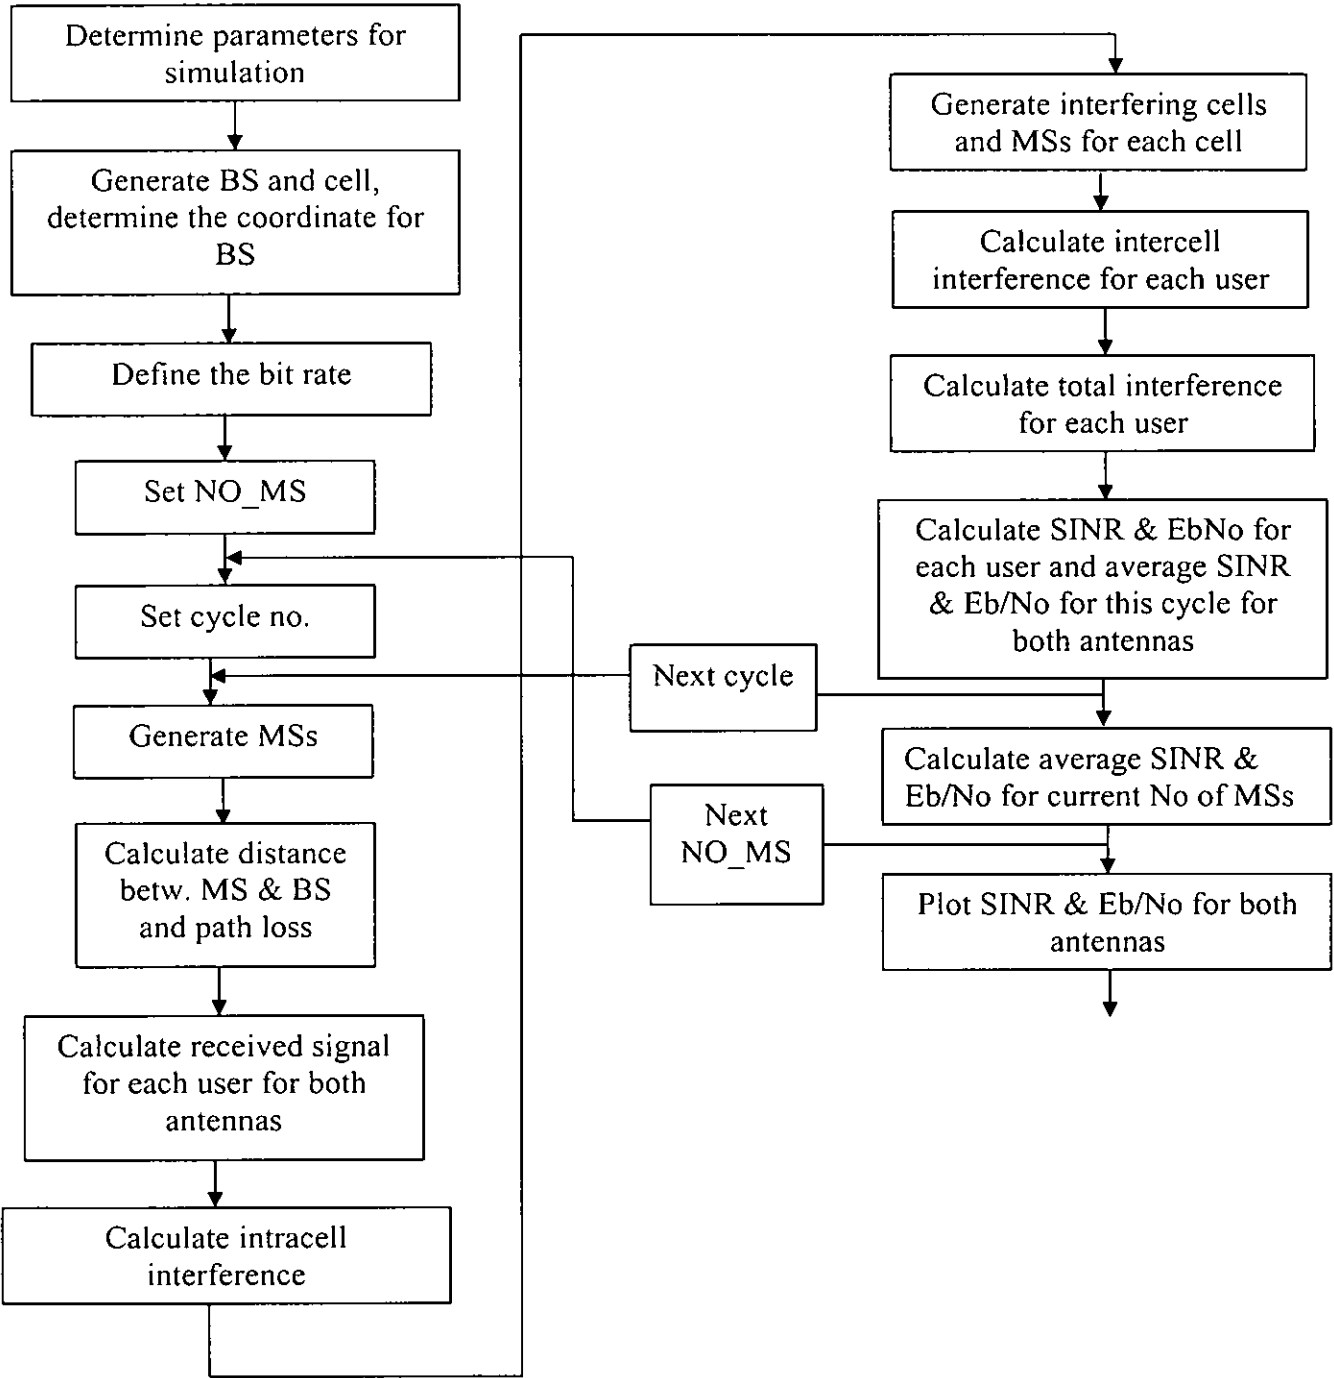 Determine parameters for
simulation
Generate BS and cell,
determine the coordinate for
BS
Define the bit rate
Set NO_MS
Set cycle no.
Generate MSs
Calculate distance
betw. MS & BS
and path loss
Calculate received signal
for each user for both
antennas
Calculate intracell
interference
Generate interfering cells
and MSs for each cell
Calculate intercell
interference for each user
Calculate total interference
for each user
Calculate SINR & EbNo for
each user and average SINR
& Eb/No for this cycle for
both antennas
Next cycle
Calculate average SINR &
Eb/No for current No of MSs
Next
NO_MS
Plot SINR & Eb/No for both
antennas